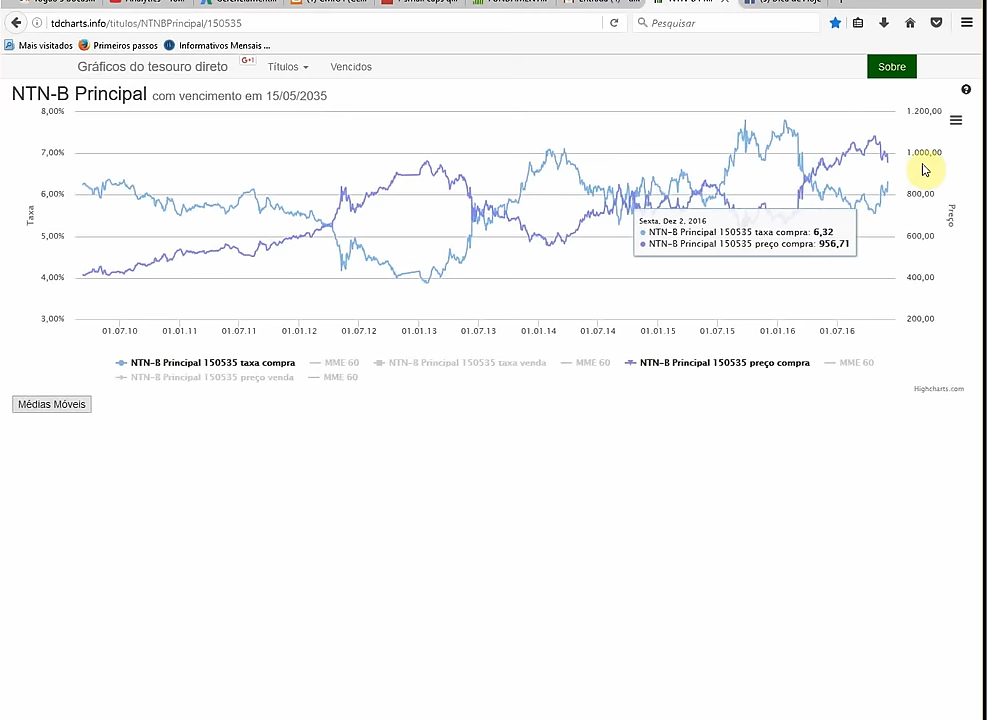 tdcharts.info/titulos/NTNBPrincipal/150535
Pesquisar
Mais visitados Primeiros passos Informativos Mensais ...
Gráficos do tesouro direto G+1 Títulos Vencidos Sobre
NTN-B Principal com vencimento em 15/05/2035
8,00% 1.200,00
7,00% 1.000,00
6,00% 800,00
5,00% 600,00
4,00% 400,00
3,00% 200,00
Taxa
Preço
Sexta, Dez 2, 2016
NTN-B Principal 150535 taxa compra: 6,32
NTN-B Principal 150535 preço compra: 956,71
01.07.10 01.01.11 01.07.11 01.01.12 01.07.12 01.01.13 01.07.13 01.01.14 01.07.14 01.01.15 01.07.15 01.01.16 01.07.16
NTN-B Principal 150535 taxa compra MME 60 NTN-B Principal 150535 taxa venda MME 60 NTN-B Principal 150535 preço compra MME 60
NTN-B Principal 150535 preço venda MME 60
Highcharts.com
Médias Móveis